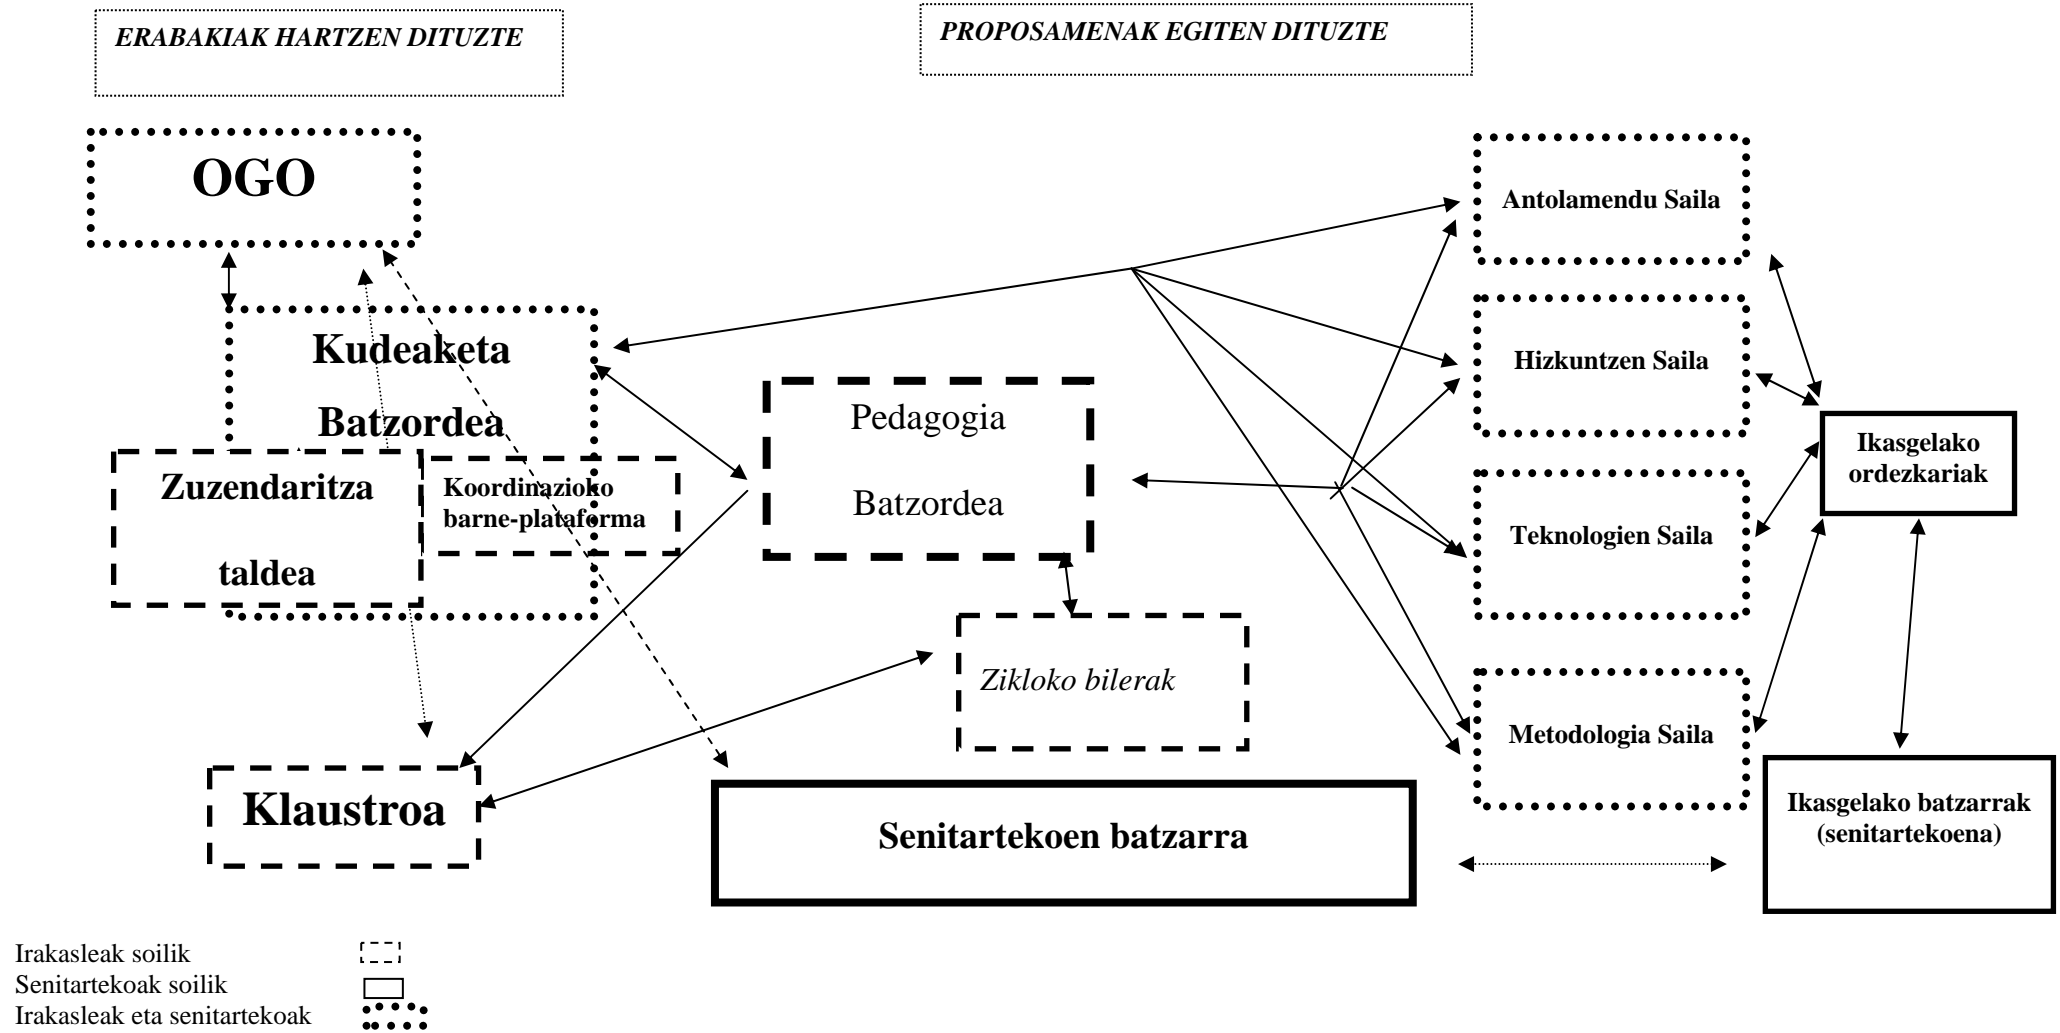 ERABAKIAK HARTZEN DITUZTE
PROPOSAMENAK EGITEN DITUZTE
OGO
Antolamendu Saila
Kudeaketa
Batzordea
Hizkuntzen Saila
Pedagogia
Batzordea
Ikasgelako
ordezkariak
Zuzendaritza
taldea
Koordinazioko
barne-plataforma
Teknologien Saila
Zikloko bilerak
Metodologia Saila
Klaustroa
Senitartekoen batzarra
Ikasgelako batzarrak
(senitartekoena)
Irakasleak soilik
Senitartekoak soilik
Irakasleak eta senitartekoak